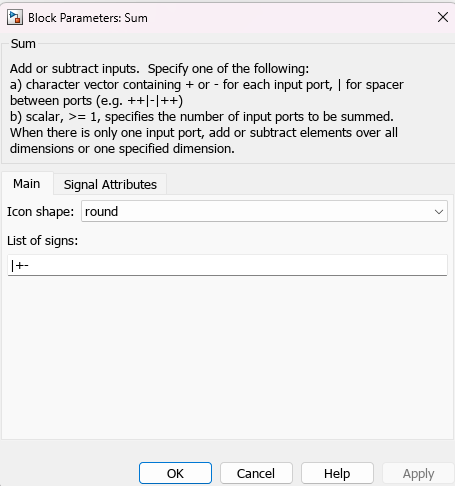 Block Parameters: Sum
Sum
Add or subtract inputs.  Specify one of the following:
a) character vector containing + or - for each input port, | for spacer
between ports (e.g. ++|-|++)
b) scalar, >= 1, specifies the number of input ports to be summed.
When there is only one input port, add or subtract elements over all
dimensions or one specified dimension.
Main Signal Attributes
Icon shape: round
List of signs:
|+-
OK Cancel Help Apply